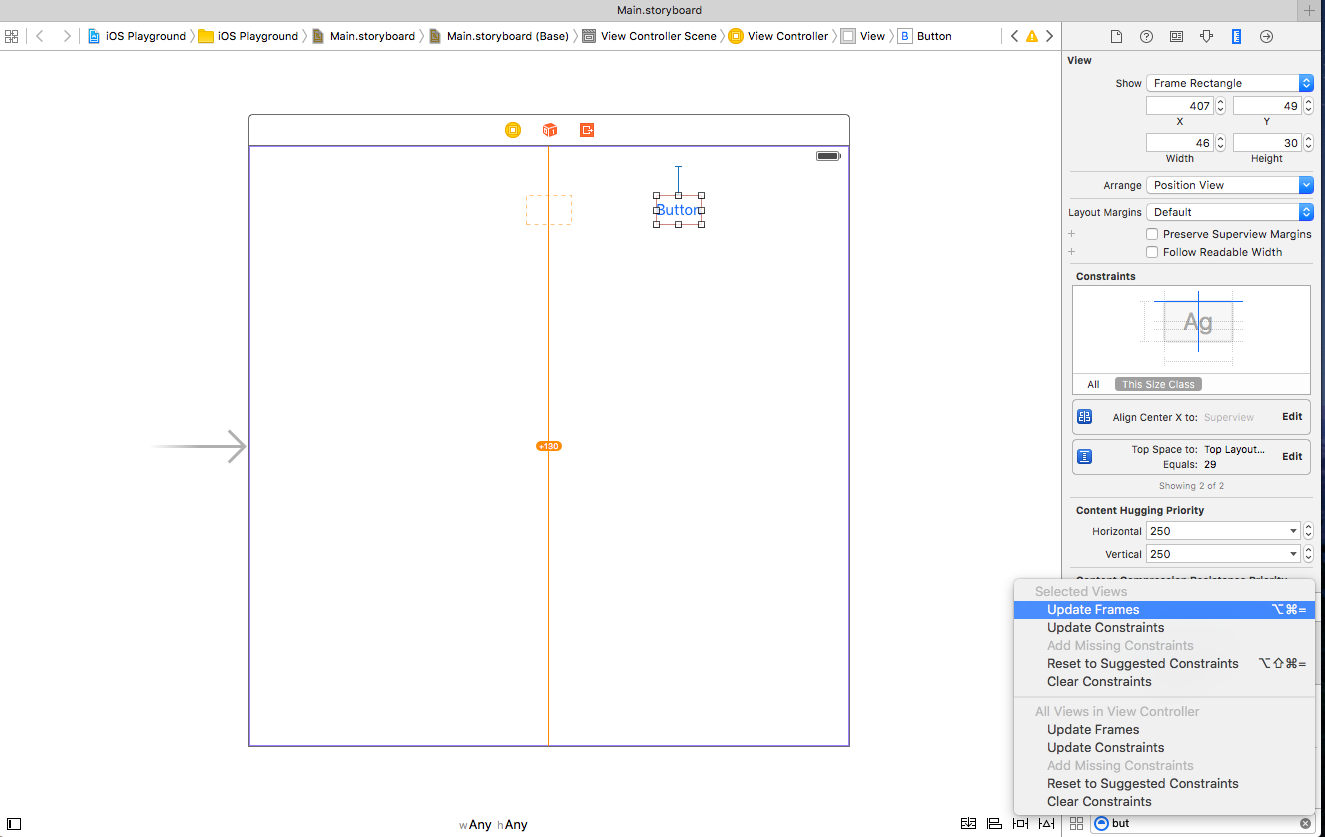 Main.storyboard
iOS Playground iOS Playground Main.storyboard Main.storyboard (Base) View Controller Scene View Controller View B Button
View
Show Frame Rectangle
407 49
X Y
46 30
Width Height
Arrange Position View
Layout Margins Default
Preserve Superview Margins
Follow Readable Width
Constraints
Ag
All This Size Class
Align Center X to: Superview Edit
Top Space to: Top Layout...
Equals: 29 Edit
Showing 2 of 2
Content Hugging Priority
Horizontal 250
Vertical 250
Button
+130
Selected Views
Update Frames ⌥⌘=
Update Constraints
Add Missing Constraints
Reset to Suggested Constraints ⌥⇧⌘=
Clear Constraints
All Views in View Controller
Update Frames
Update Constraints
Add Missing Constraints
Reset to Suggested Constraints
Clear Constraints
wAny hAny
but